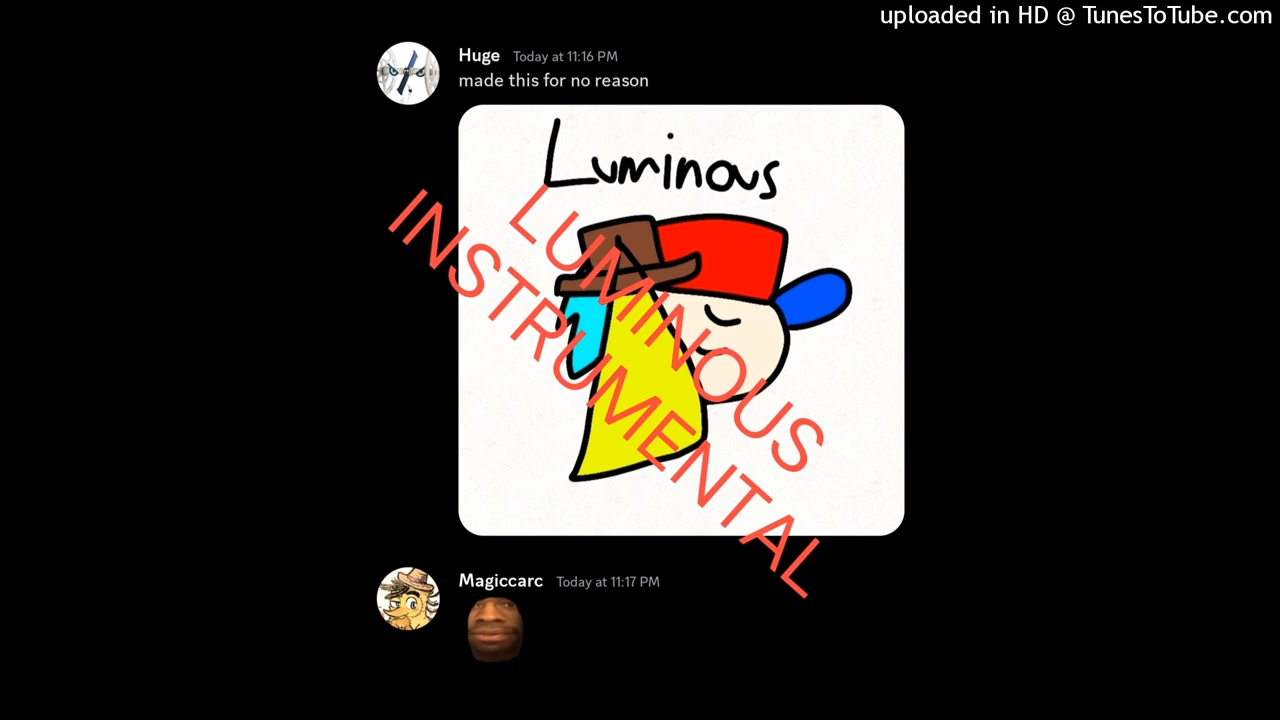 uploaded in HD @ TunesToTube.com
Huge Today at 11:16 PM
made this for no reason
Luminous
LUMINOUS
INSTRUMENTAL
Magiccarc Today at 11:17 PM